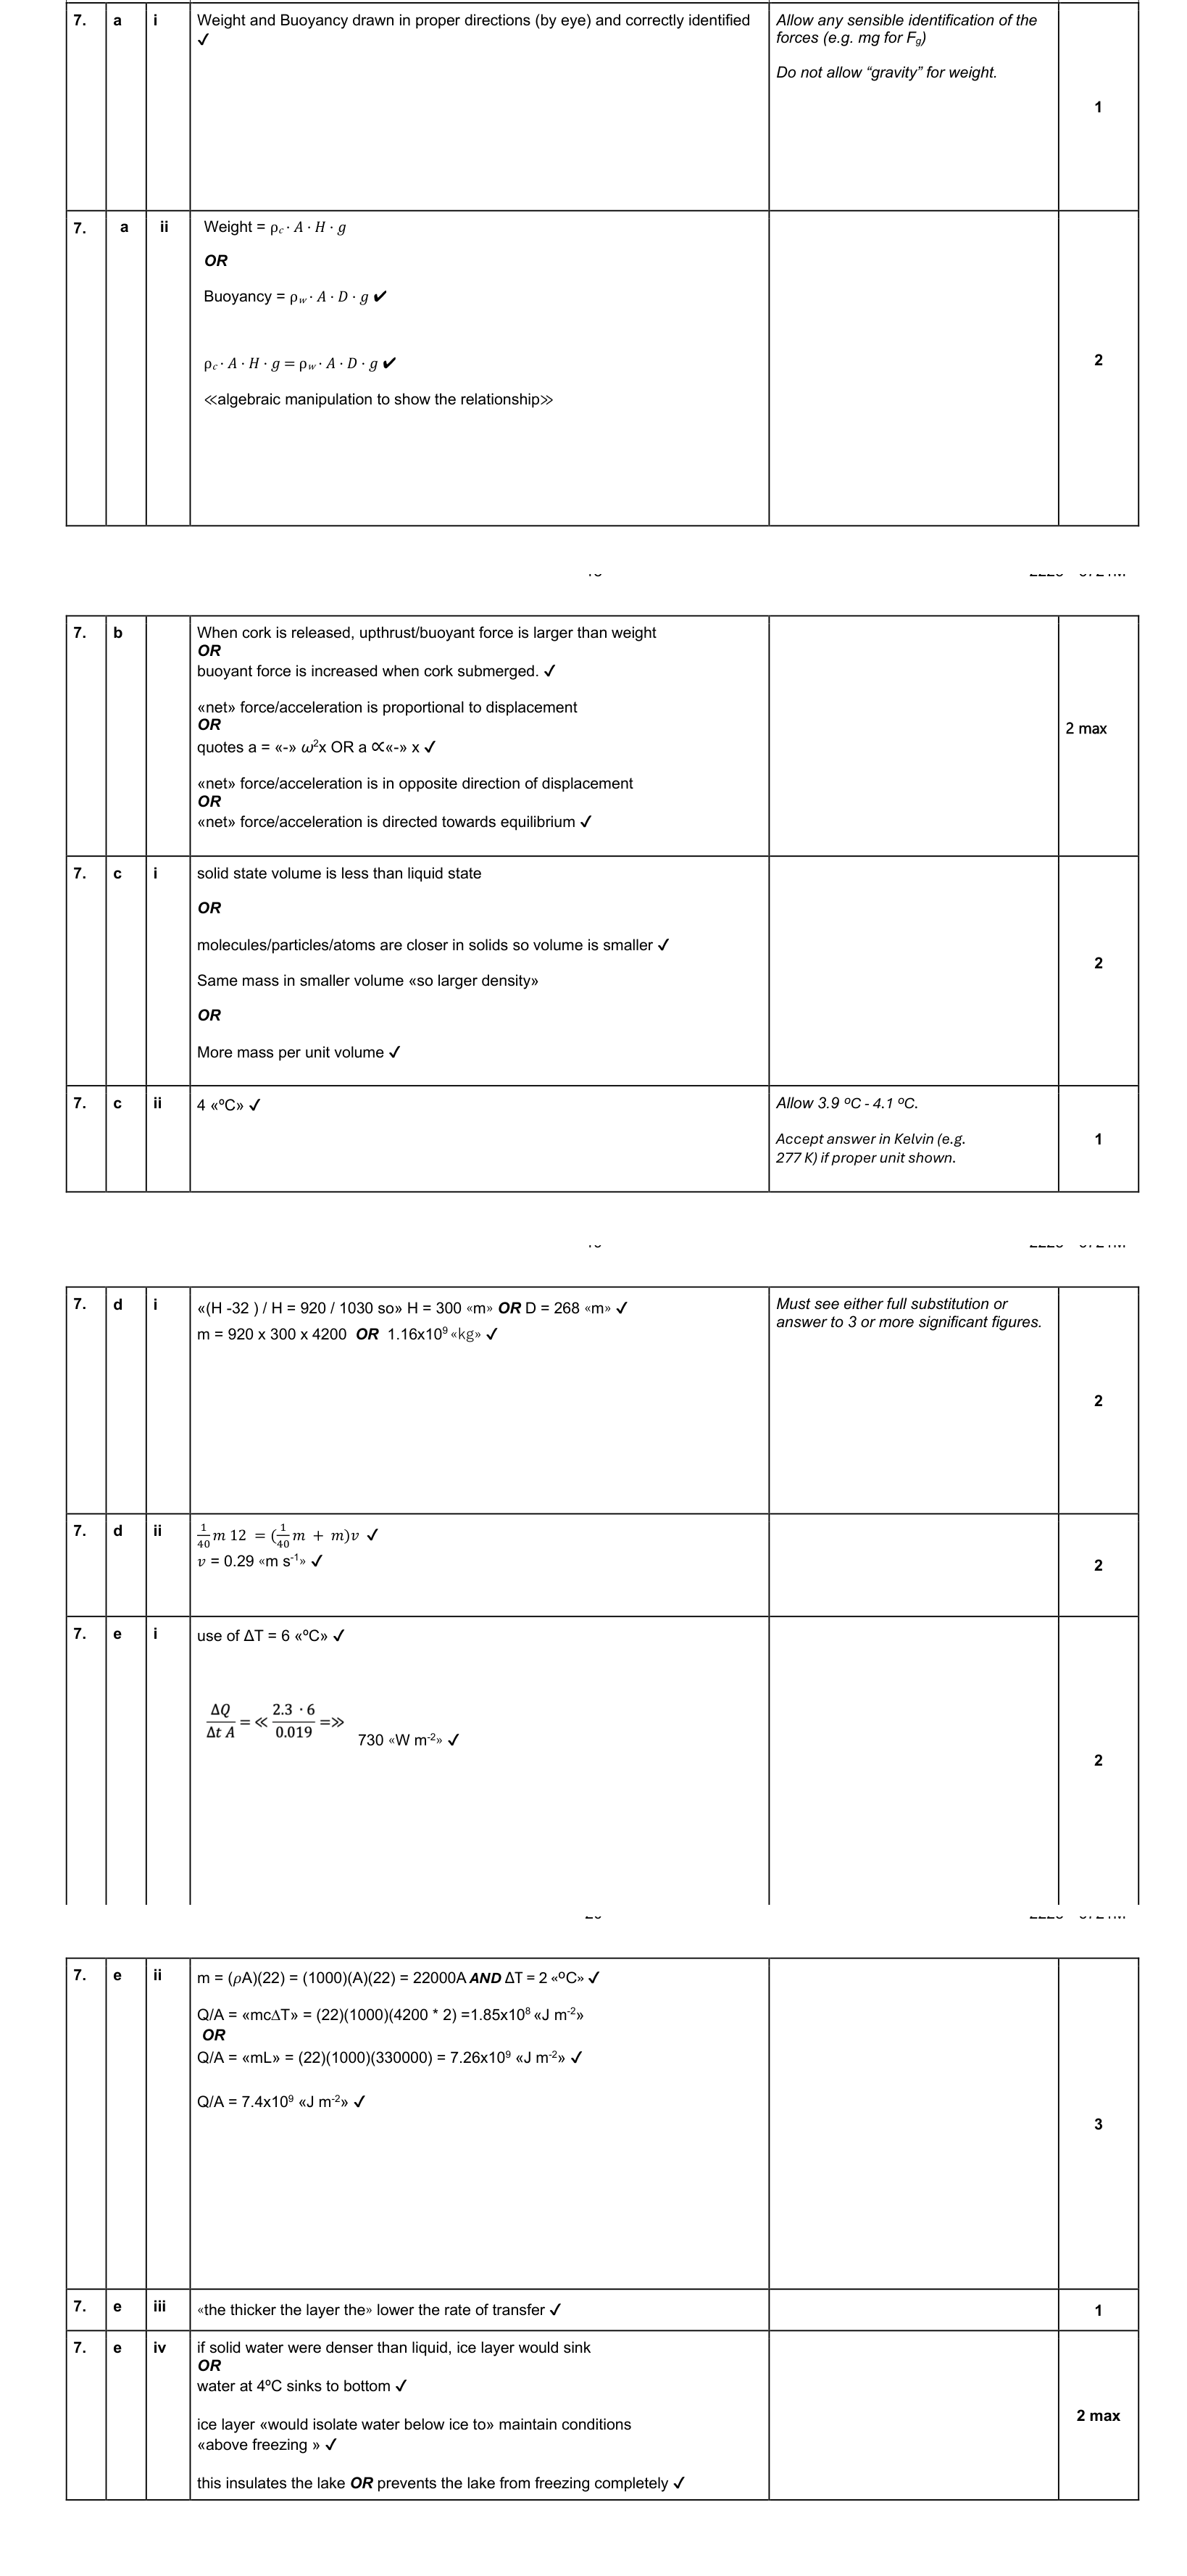 7. a i Weight and Buoyancy drawn in proper directions (by eye) and correctly identified
✓
Allow any sensible identification of the
forces (e.g. mg for Fg)
Do not allow “gravity” for weight.
1
7. a ii Weight = ρc · A · H · g
OR
Buoyancy = ρw · A · D · g ✔
ρc · A · H · g = ρw · A · D · g ✔
≪algebraic manipulation to show the relationship≫
2
7. b When cork is released, upthrust/buoyant force is larger than weight
OR
buoyant force is increased when cork submerged. ✓
«net» force/acceleration is proportional to displacement
OR
quotes a = «-» ω²x OR a ∝«-» x ✓
«net» force/acceleration is in opposite direction of displacement
OR
«net» force/acceleration is directed towards equilibrium ✓
2 max
7. c i solid state volume is less than liquid state
OR
molecules/particles/atoms are closer in solids so volume is smaller ✓
Same mass in smaller volume «so larger density»
OR
More mass per unit volume ✓
2
7. c ii 4 «ºC» ✓
Allow 3.9 ºC - 4.1 ºC.
Accept answer in Kelvin (e.g.
277 K) if proper unit shown.
1
7. d i «(H -32 ) / H = 920 / 1030 so» H = 300 «m» OR D = 268 «m» ✓
m = 920 x 300 x 4200 OR 1.16x10⁹ «kg» ✓
Must see either full substitution or
answer to 3 or more significant figures.
2
7. d ii 1/40 m 12 = (1/40 m + m)v ✓
v = 0.29 «m s⁻¹» ✓
2
7. e i use of ΔT = 6 «ºC» ✓
ΔQ/Δt A = ≪ 2.3 · 6/0.019 =≫ 730 «W m⁻²» ✓
2
7. e ii m = (ρA)(22) = (1000)(A)(22) = 22000A AND ΔT = 2 «ºC» ✓
Q/A = «mcΔT» = (22)(1000)(4200 * 2) =1.85x10⁸ «J m⁻²»
OR
Q/A = «mL» = (22)(1000)(330000) = 7.26x10⁹ «J m⁻²» ✓
Q/A = 7.4x10⁹ «J m⁻²» ✓
3
7. e iii «the thicker the layer the» lower the rate of transfer ✓
1
7. e iv if solid water were denser than liquid, ice layer would sink
OR
water at 4ºC sinks to bottom ✓
ice layer «would isolate water below ice to» maintain conditions
«above freezing » ✓
this insulates the lake OR prevents the lake from freezing completely ✓
2 max